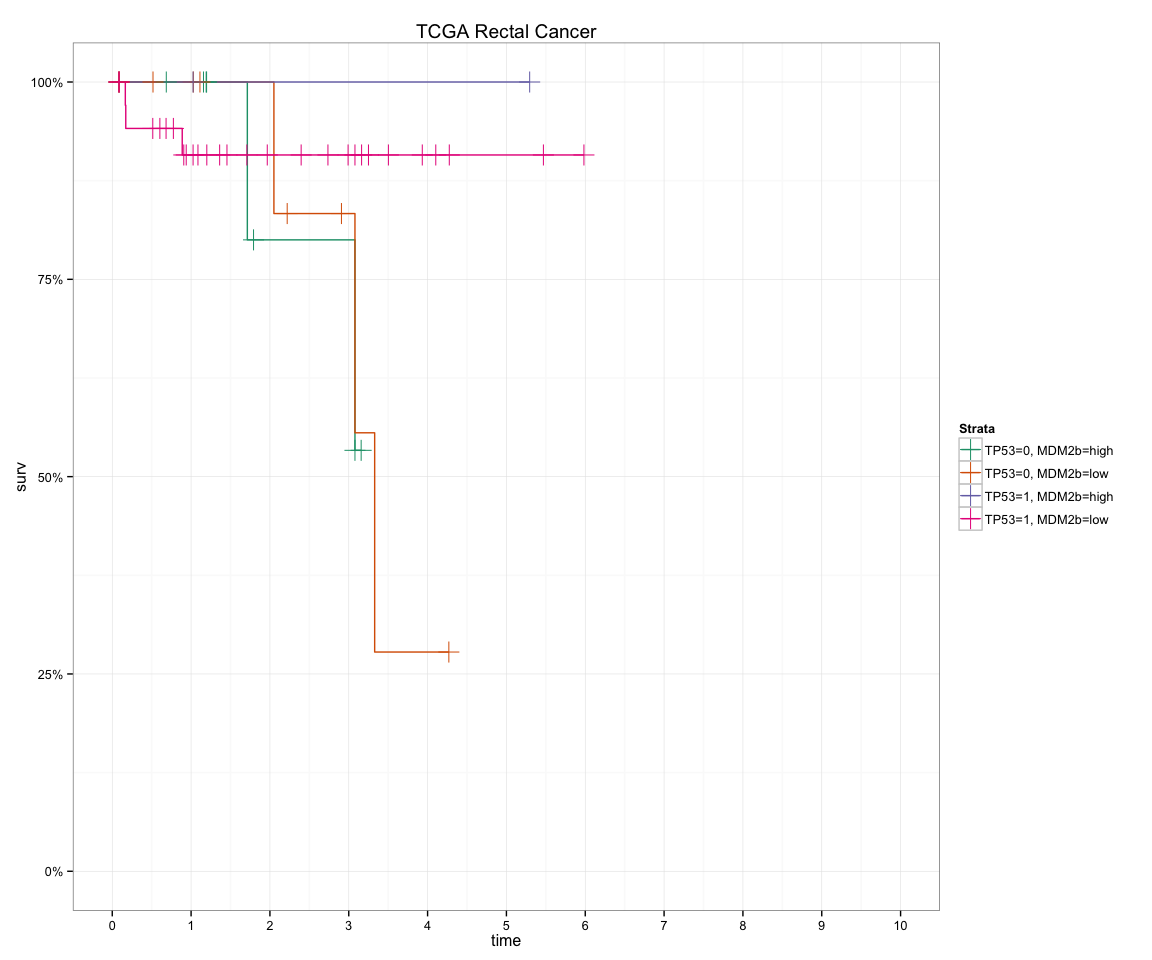 TCGA Rectal Cancer
100%
75%
50%
25%
0%
surv
0 1 2 3 4 5 6 7 8 9 10
time
Strata
TP53=0, MDM2b=high
TP53=0, MDM2b=low
TP53=1, MDM2b=high
TP53=1, MDM2b=low